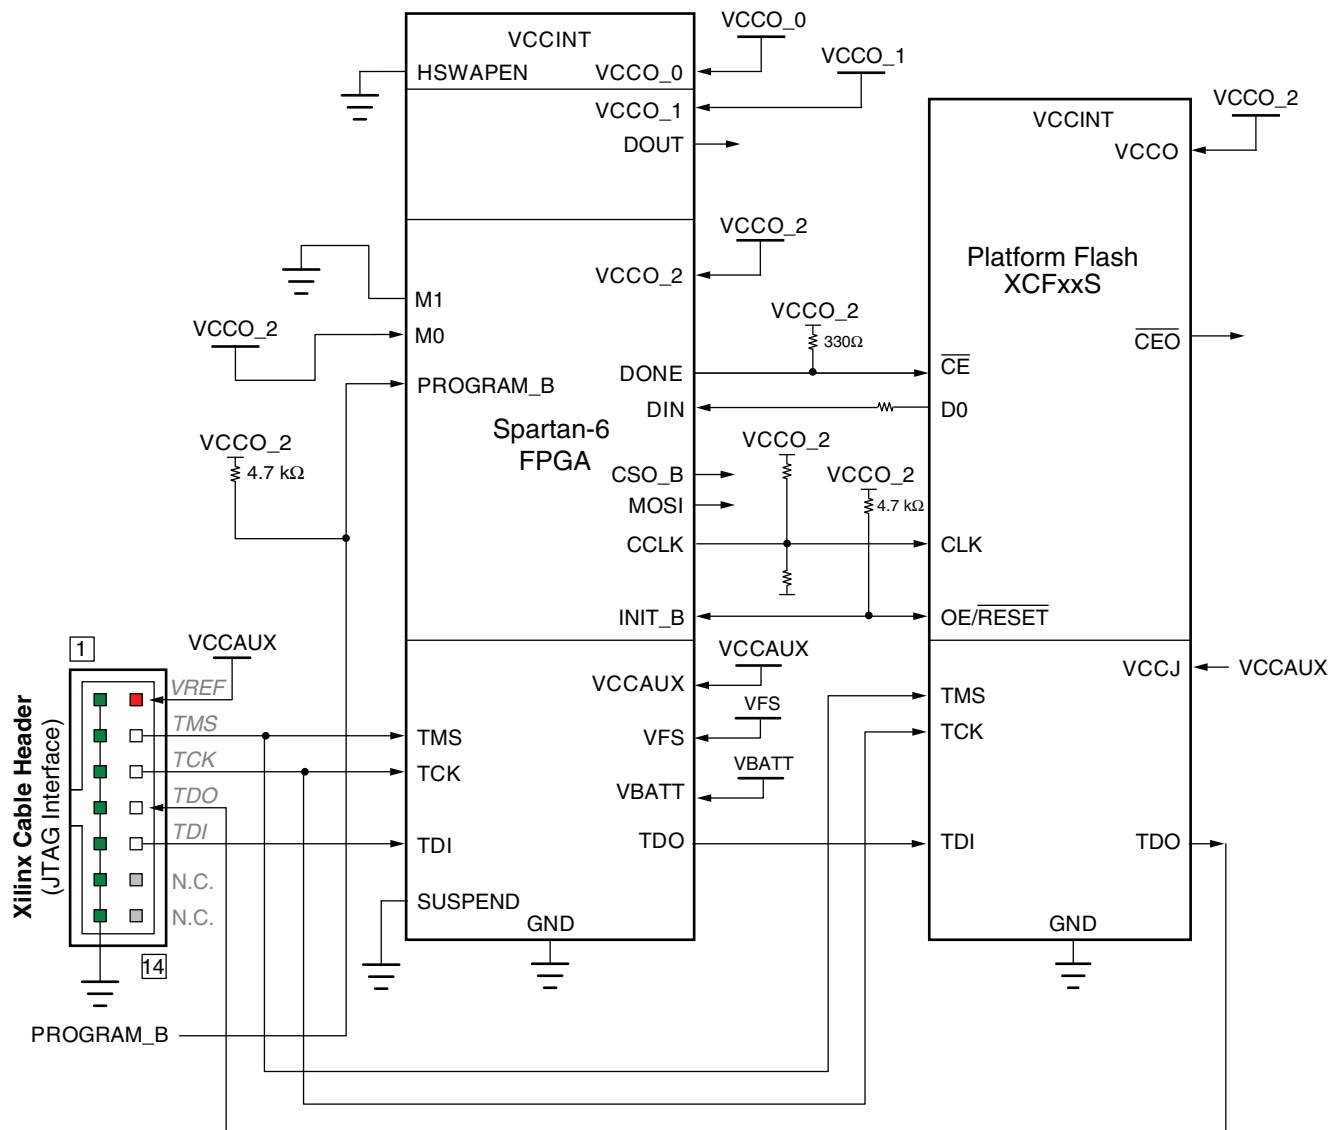 VCCO_0
VCCINT
HSWAPEN
VCCO_0
VCCO_1
VCCO_1
DOUT
VCCO_2
VCCINT
VCCO
VCCO_2
VCCO_2
Platform Flash
XCFxxS
M1
VCCO_2
M0
VCCO_2
330Ω
CEO
DONE
CE
PROGRAM_B
DIN
D0
Spartan-6
FPGA
VCCO_2
4.7 kΩ
VCCO_2
CSO_B
VCCO_2
MOSI
4.7 kΩ
CCLK
CLK
INIT_B
OE/RESET
1
VCCAUX
VCCAUX
VCCJ
VCCAUX
VREF
VCCAUX
TMS
TMS
VFS
TMS
VFS
TCK
TCK
TCK
VBATT
TDO
VBATT
TDI
TDI
TDO
TDI
TDO
N.C.
SUSPEND
N.C.
GND
GND
Xilinx Cable Header
(JTAG Interface)
14
PROGRAM_B